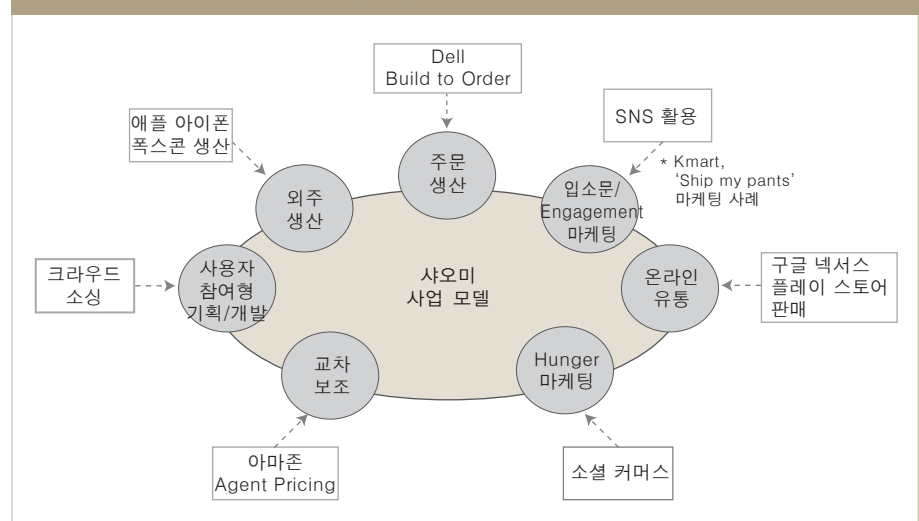 Dell
Build to Order
SNS 활용
애플 아이폰
폭스콘 생산
* Kmart,
‘Ship my pants’
마케팅 사례
주문
생산
입소문/
Engagement
마케팅
외주
생산
크라우드
소싱
사용자
참여형
기획/개발
샤오미
사업 모델
온라인
유통
구글 넥서스
플레이 스토어
판매
교차
보조
Hunger
마케팅
아마존
Agent Pricing
소셜 커머스